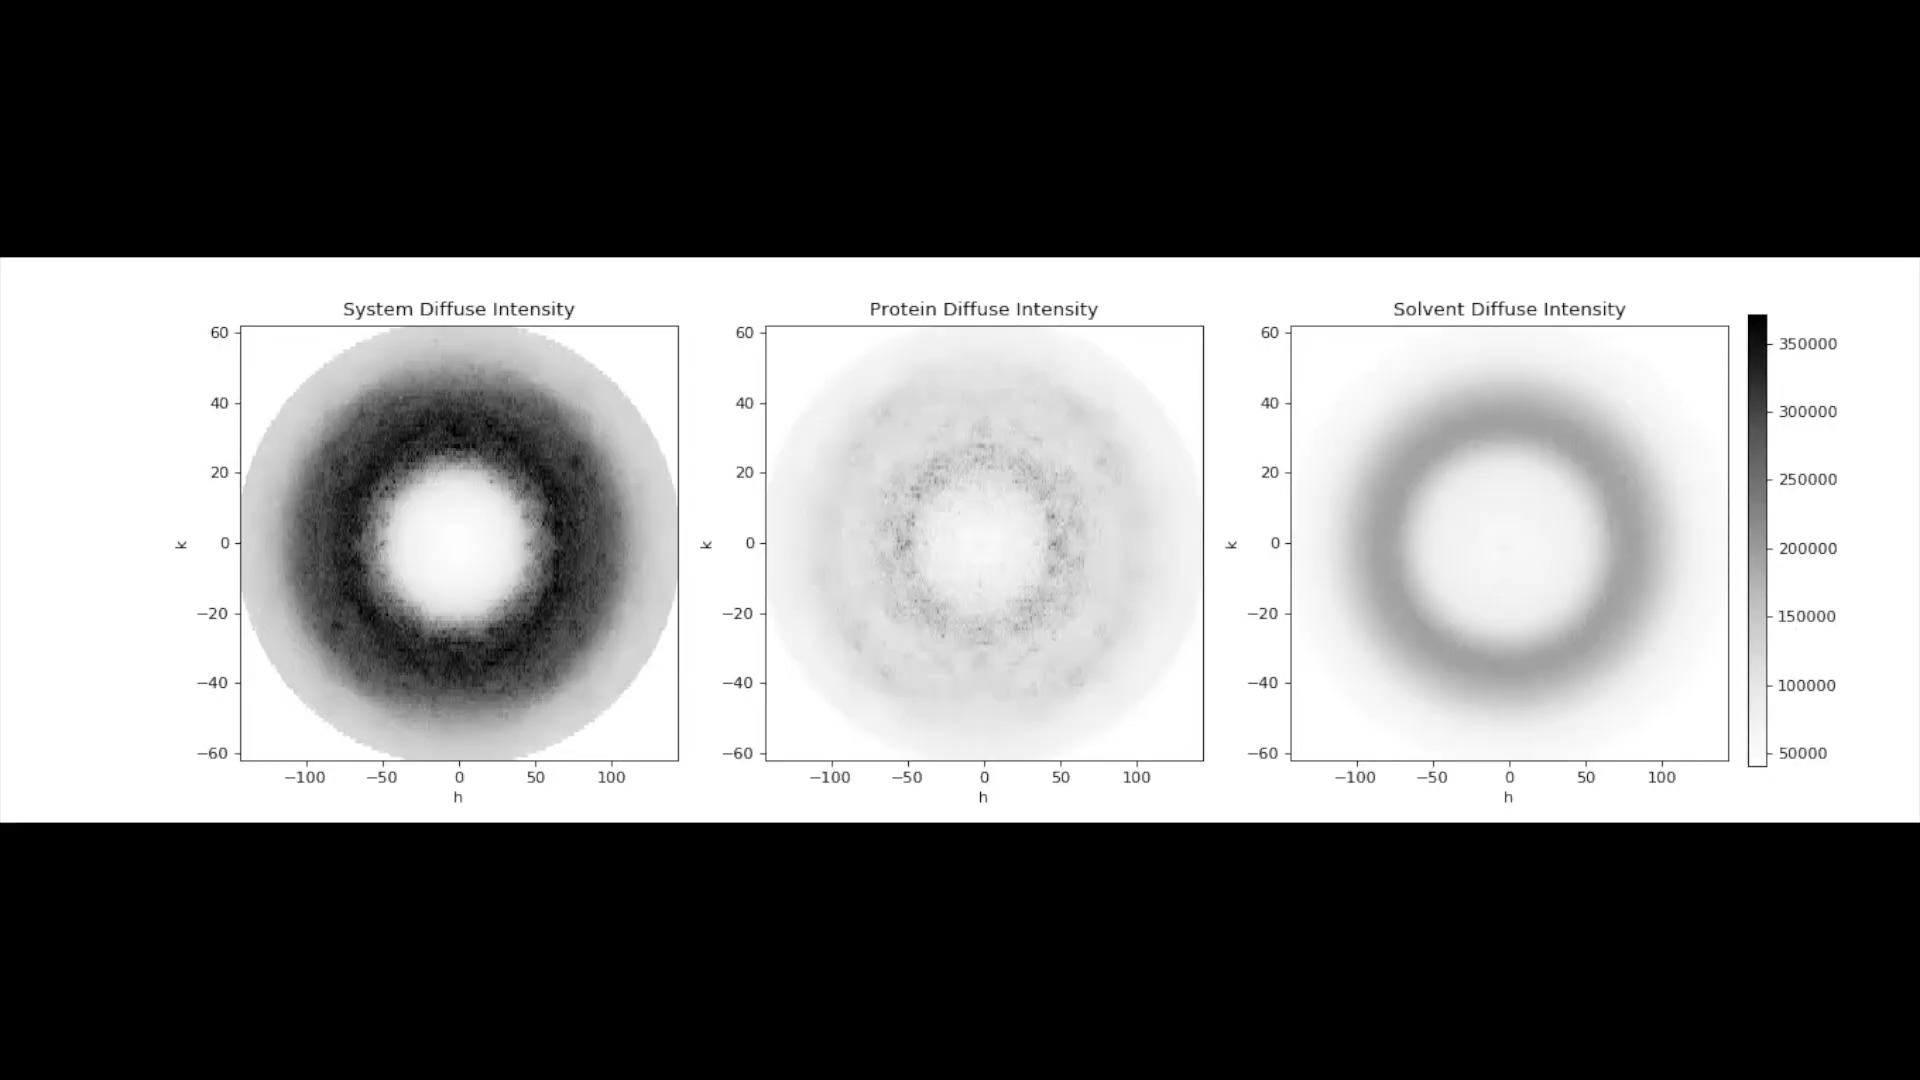 System Diffuse Intensity
60
40
20
0
−20
−40
−60
k
−100 −50 0 50 100
h
Protein Diffuse Intensity
60
40
20
0
−20
−40
−60
k
−100 −50 0 50 100
h
Solvent Diffuse Intensity
60
40
20
0
−20
−40
−60
k
−100 −50 0 50 100
h
350000
300000
250000
200000
150000
100000
50000